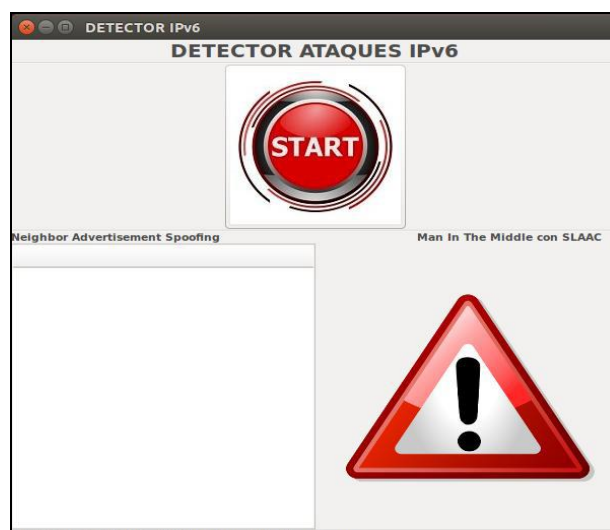 DETECTOR IPv6
DETECTOR ATAQUES IPv6
START
Neighbor Advertisement Spoofing
Man In The Middle con SLAAC
!